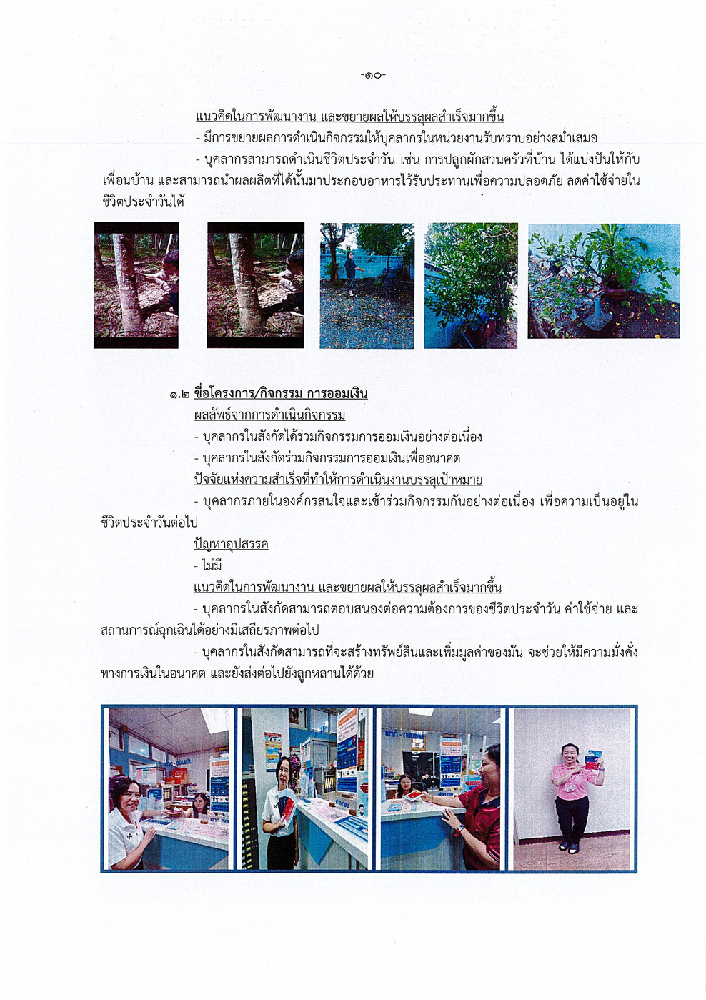 -๑๐-
แนวคิดในการพัฒนางาน และขยายผลให้บรรลุผลสำเร็จมากขึ้น
- มีการขยายผลการดำเนินกิจกรรมให้บุคลากรในหน่วยงานรับทราบอย่างสม่ำเสมอ
- บุคลากรสามารถดำเนินชีวิตประจำวัน เช่น การปลูกผักสวนครัวที่บ้าน ได้แบ่งปันให้กับ
เพื่อนบ้าน และสามารถนำผลผลิตที่ได้นั้นมาประกอบอาหารไว้รับประทานเพื่อความปลอดภัย ลดค่าใช้จ่ายใน
ชีวิตประจำวันได้
๑.๒ ชื่อโครงการ/กิจกรรม การออมเงิน
ผลลัพธ์จากการดำเนินกิจกรรม
- บุคลากรในสังกัดได้ร่วมกิจกรรมการออมเงินอย่างต่อเนื่อง
- บุคลากรในสังกัดร่วมกิจกรรมการออมเงินเพื่ออนาคต
ปัจจัยแห่งความสำเร็จที่ทำให้การดำเนินงานบรรลุเป้าหมาย
- บุคลากรภายในองค์กรสนใจและเข้าร่วมกิจกรรมกันอย่างต่อเนื่อง เพื่อความเป็นอยู่ใน
ชีวิตประจำวันต่อไป
ปัญหาอุปสรรค
- ไม่มี
แนวคิดในการพัฒนางาน และขยายผลให้บรรลุผลสำเร็จมากขึ้น
- บุคลากรในสังกัดสามารถตอบสนองต่อความต้องการของชีวิตประจำวัน ค่าใช้จ่าย และ
สถานการณ์ฉุกเฉินได้อย่างมีเสถียรภาพต่อไป
- บุคลากรในสังกัดสามารถที่จะสร้างทรัพย์สินและเพิ่มมูลค่าของมัน จะช่วยให้มีความมั่งคั่ง
ทางการเงินในอนาคต และยังส่งต่อไปยังลูกหลานได้ด้วย
ฝาก-ถอน
ฝาก-ถอน
ฝาก-ถอน